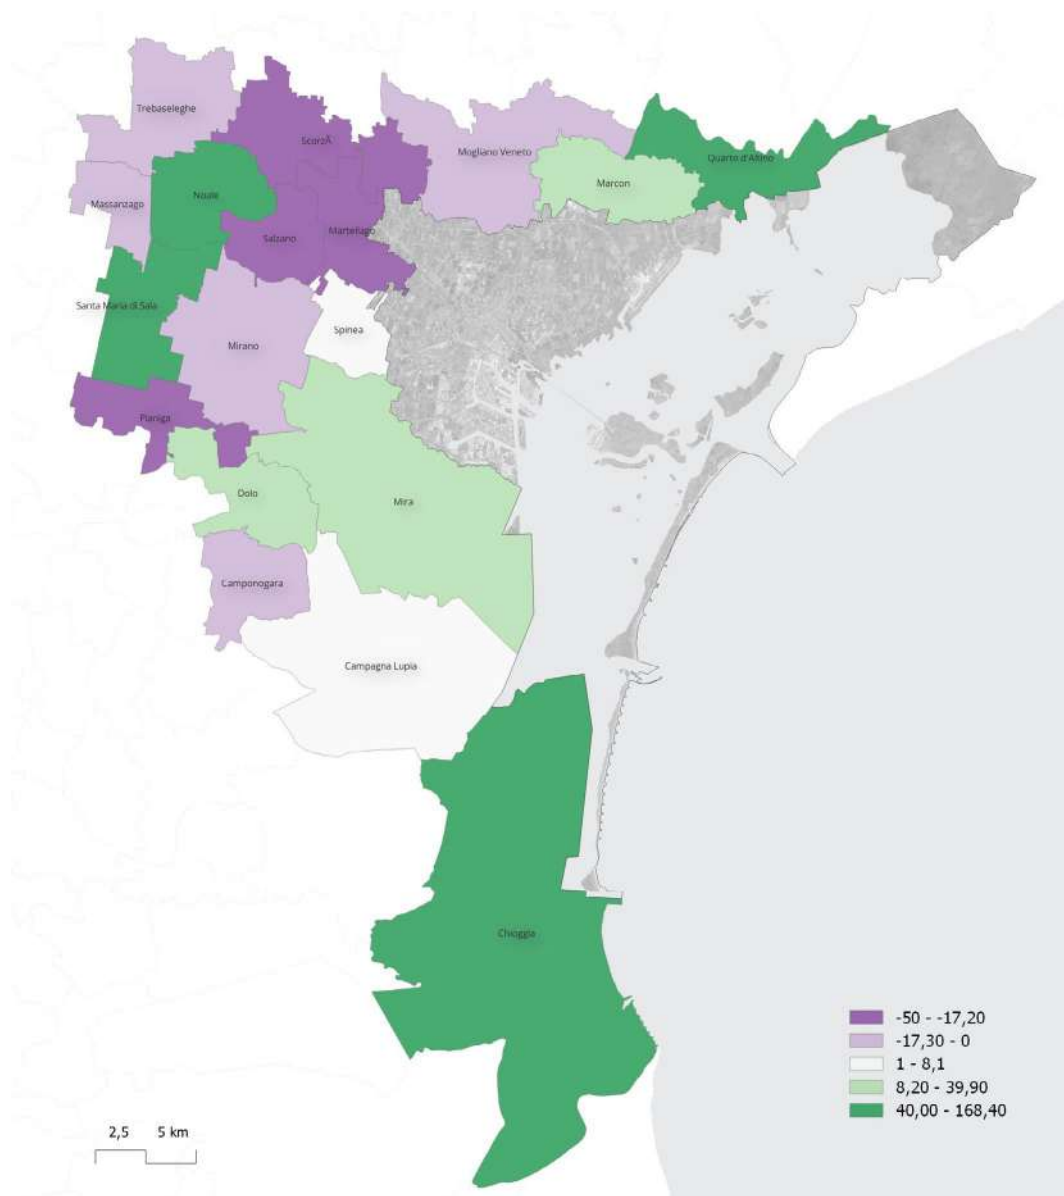 Trebaseleghe
ScorzÃ
Mogliano Veneto
Quarto d'Altino
Marcon
Noale
Massanzago
Martellago
Salzano
Santa Maria di Sala
Spinea
Mirano
Pianiga
Dolo
Mira
Camponogara
Campagna Lupia
Chioggia
-50 - -17,20
-17,30 - 0
1 - 8,1
8,20 - 39,90
40,00 - 168,40
2,5 5 km